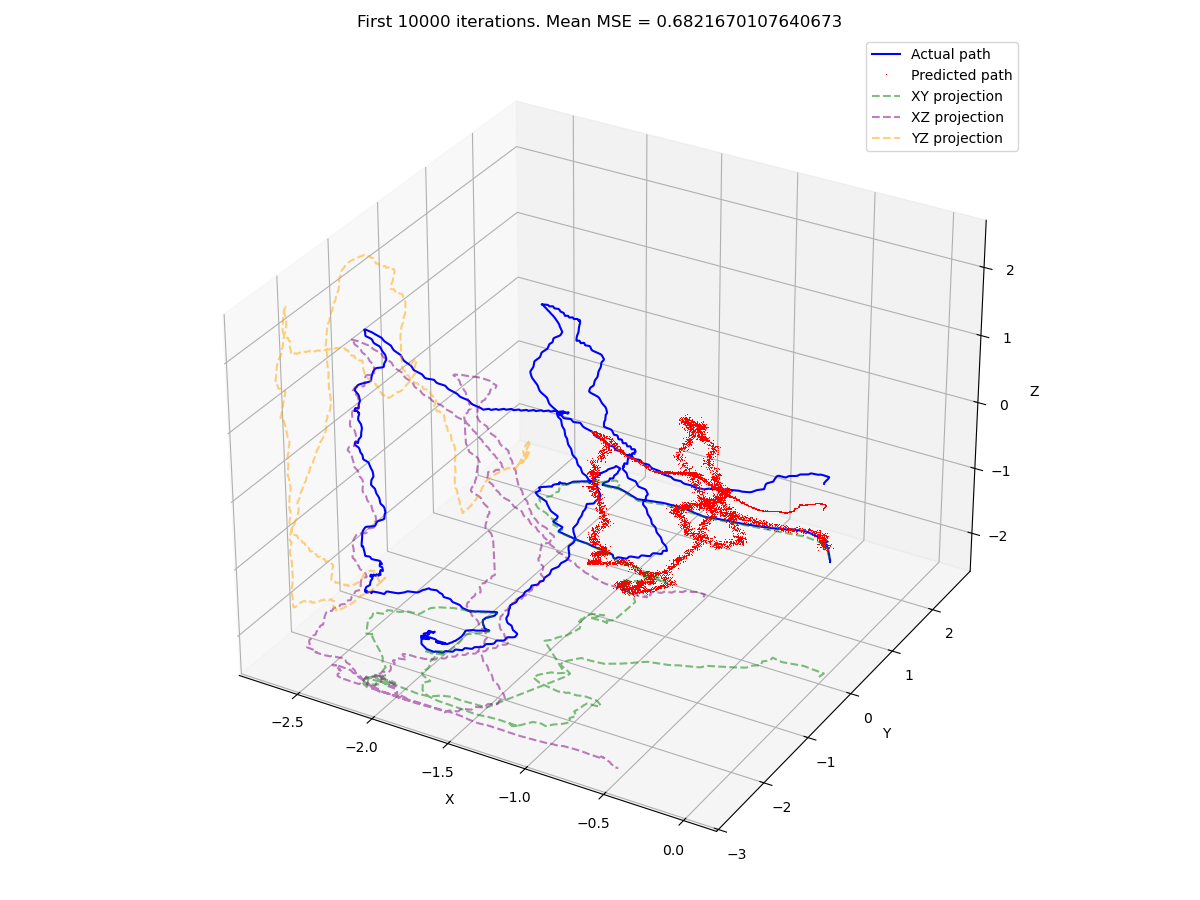 First 10000 iterations. Mean MSE = 0.6821670107640673
Actual path
Predicted path
XY projection
XZ projection
YZ projection
2
1
0
−1
−2
Z
2
1
0
−1
−2
−3
Y
−2.5
−2.0
−1.5
−1.0
−0.5
0.0
X